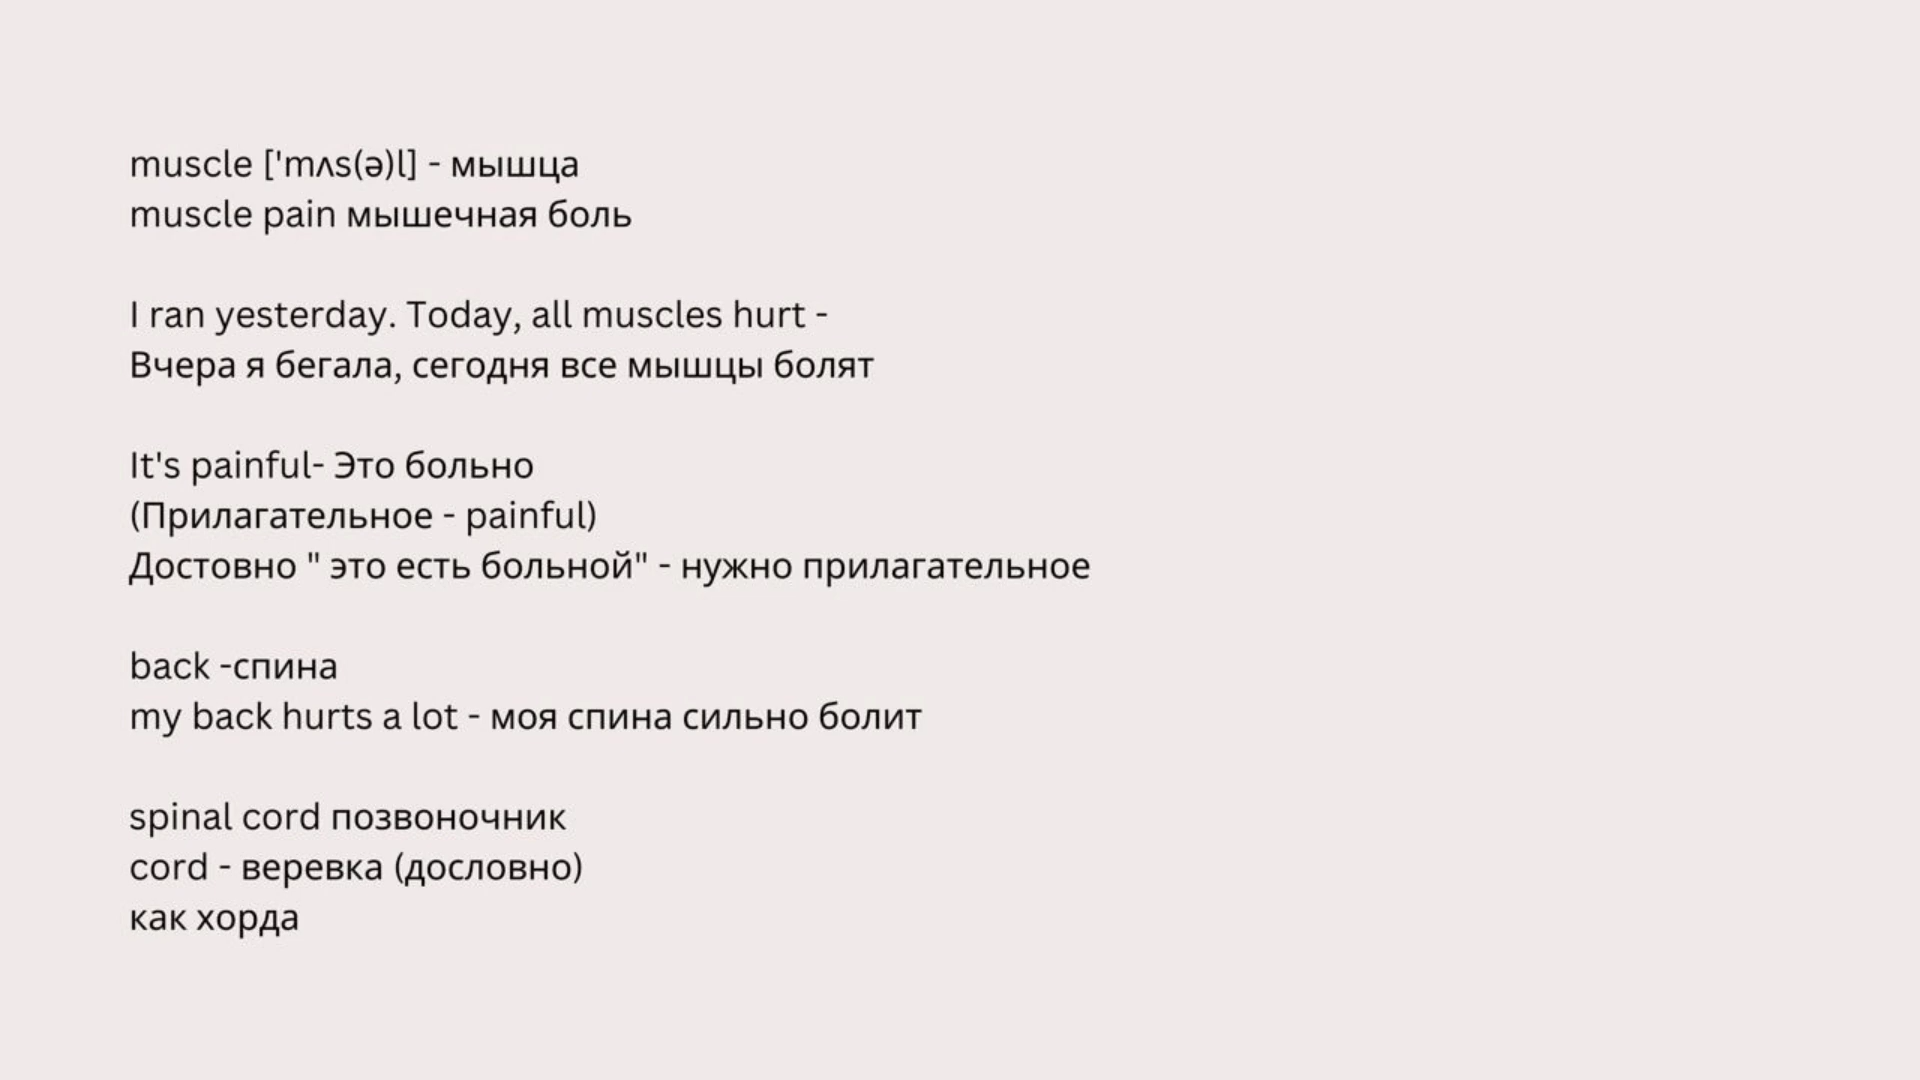 muscle ['mʌs(ə)l] - мышца
muscle pain мышечная боль
I ran yesterday. Today, all muscles hurt -
Вчера я бегала, сегодня все мышцы болят
It's painful- Это больно
(Прилагательное - painful)
Достовно " это есть больной" - нужно прилагательное
back -спина
my back hurts a lot - моя спина сильно болит
spinal cord позвоночник
cord - веревка (дословно)
как хорда